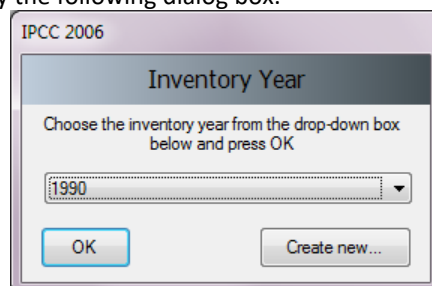 the following dialog box:
IPCC 2006
Inventory Year
Choose the inventory year from the drop-down box
below and press OK
1990
OK
Create new...